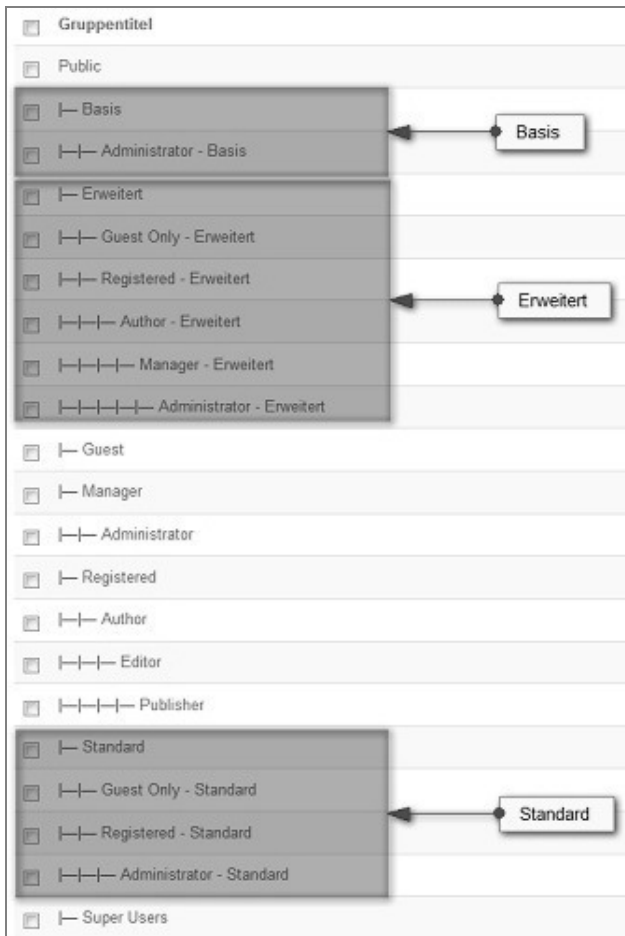 Gruppentitel
Public
|— Basis
|—|— Administrator - Basis
Basis
|— Erweitert
|—|— Guest Only - Erweitert
|—|— Registered - Erweitert
|—|—|— Author - Erweitert
|—|—|—|— Manager - Erweitert
|—|—|—|—|— Administrator - Erweitert
Erweitert
|— Guest
|— Manager
|—|— Administrator
|— Registered
|—|— Author
|—|—|— Editor
|—|—|—|— Publisher
|— Standard
|—|— Guest Only - Standard
|—|— Registered - Standard
|—|—|— Administrator - Standard
Standard
|— Super Users